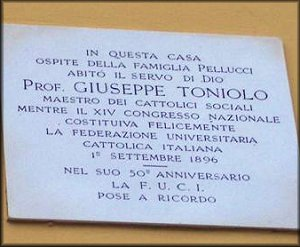 IN QUESTA CASA
OSPITE DELLA FAMIGLIA PELLUCCI
ABITÓ IL SERVO DI DIO
PROF. GIUSEPPE TONIOLO
MAESTRO DEI CATTOLICI SOCIALI
MENTRE IL XIV CONGRESSO NAZIONALE
COSTITUIVA FELICEMENTE
LA FEDERAZIONE UNIVERSITARIA
CATTOLICA ITALIANA
1° SETTEMBRE 1896
NEL SUO 50° ANNIVERSARIO
LA F. U. C. I.
POSE A RICORDO